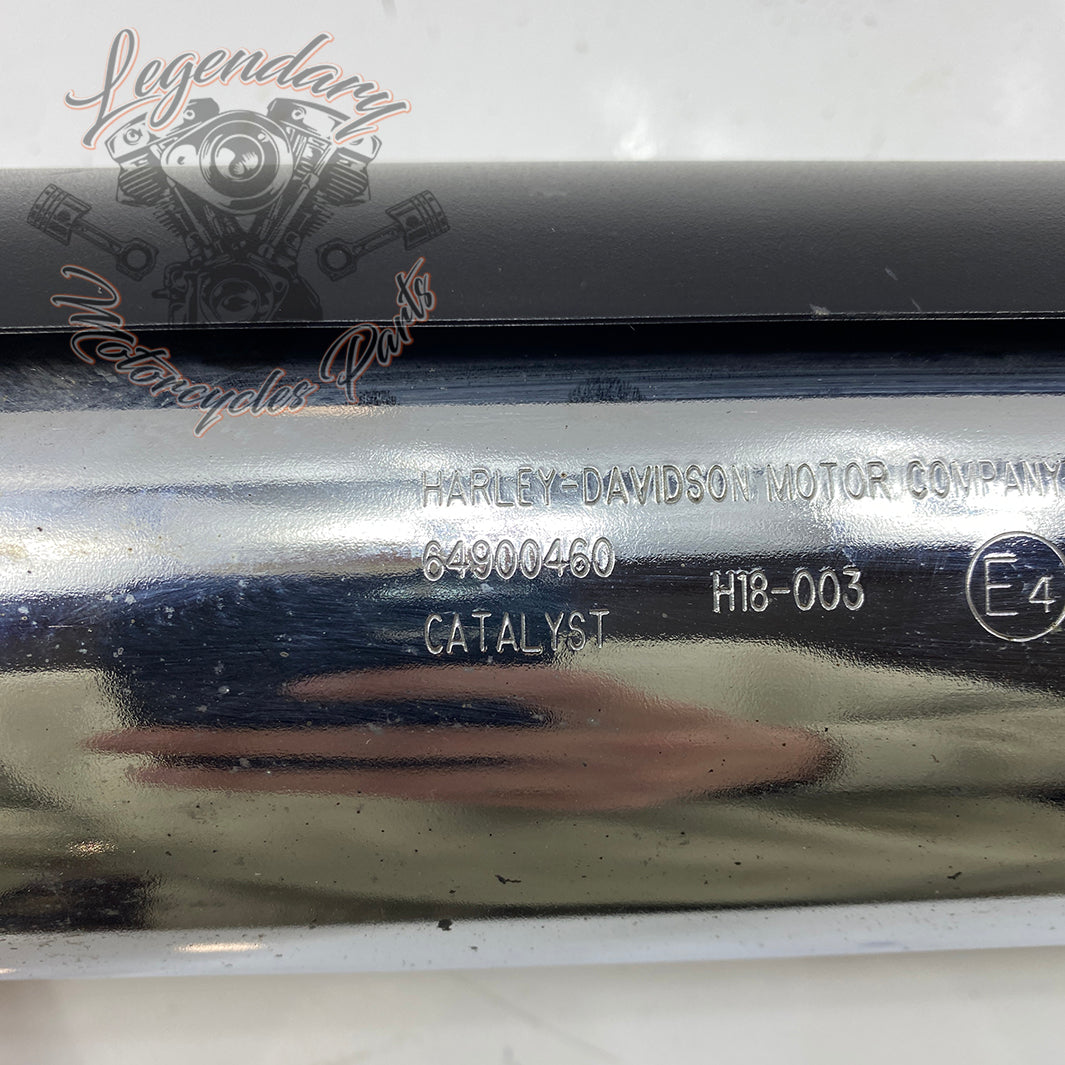 Legendary
Motorcycles Parts
HARLEY-DAVIDSON MOTOR COMPANY
64900460
H18-003
E4
CATALYST